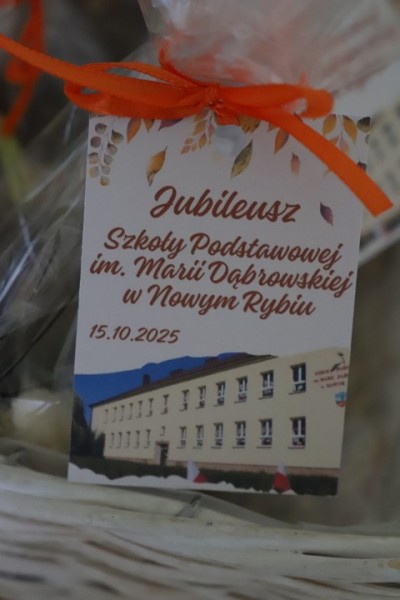 Jubileusz
Szkoły Podstawowej
im. Marii Dąbrowskiej
w Nowym Rybiu
15.10.2025